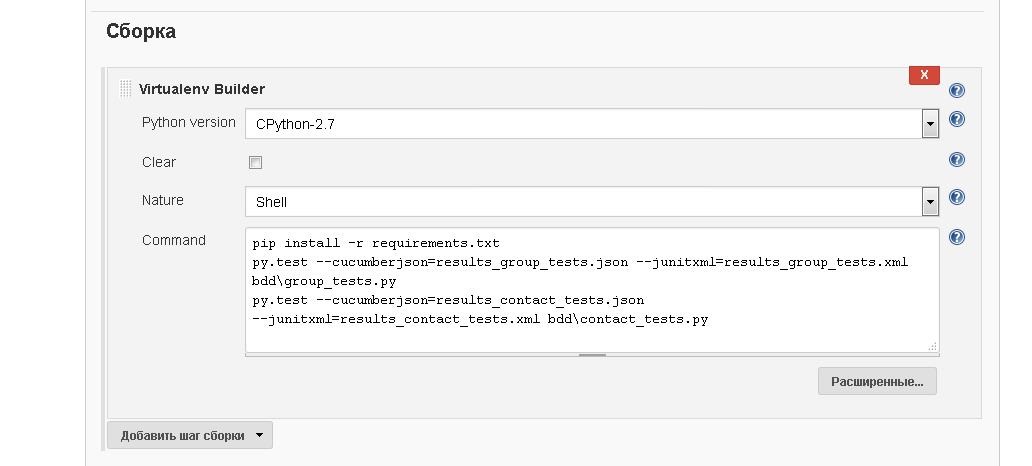 Сборка
X
Virtualenv Builder
Python version
CPython-2.7
Clear
Nature
Shell
Command
pip install -r requirements.txt
py.test --cucumberjson=results_group_tests.json --junitxml=results_group_tests.xml
bdd\group_tests.py
py.test --cucumberjson=results_contact_tests.json
--junitxml=results_contact_tests.xml bdd\contact_tests.py
Расширенные...
Добавить шаг сборки